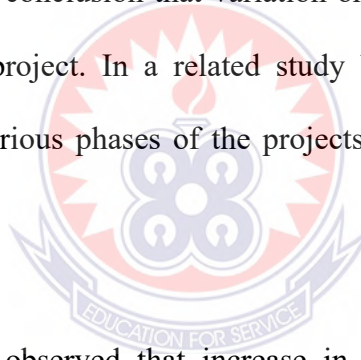 conclusion that variation or
project. In a related study
rious phases of the projects
EDUCATION FOR SERVICE
observed that increase in